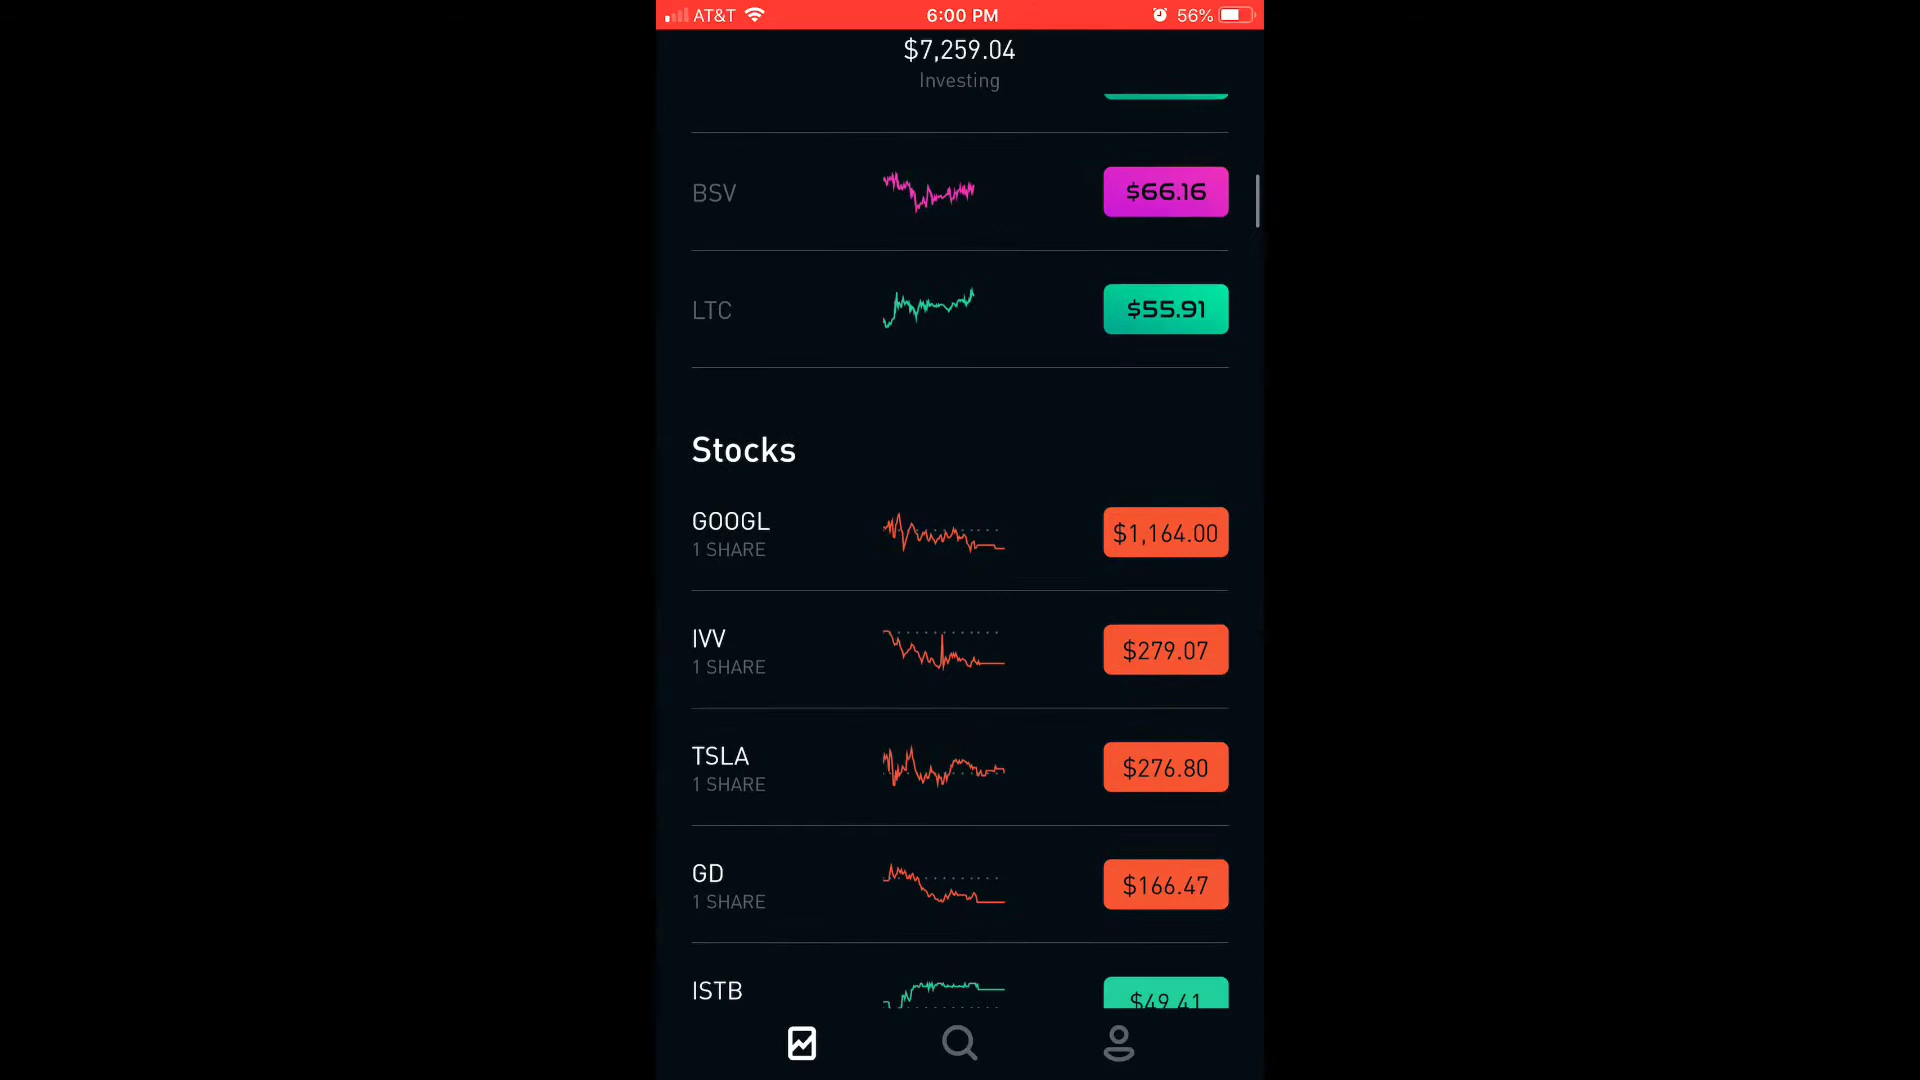 AT&T 6:00 PM 56%
$7,259.04
Investing
BSV $66.16
LTC $55.91
Stocks
GOOGL $1,164.00
1 SHARE
IVV $279.07
1 SHARE
TSLA $276.80
1 SHARE
GD $166.47
1 SHARE
ISTB $49.41